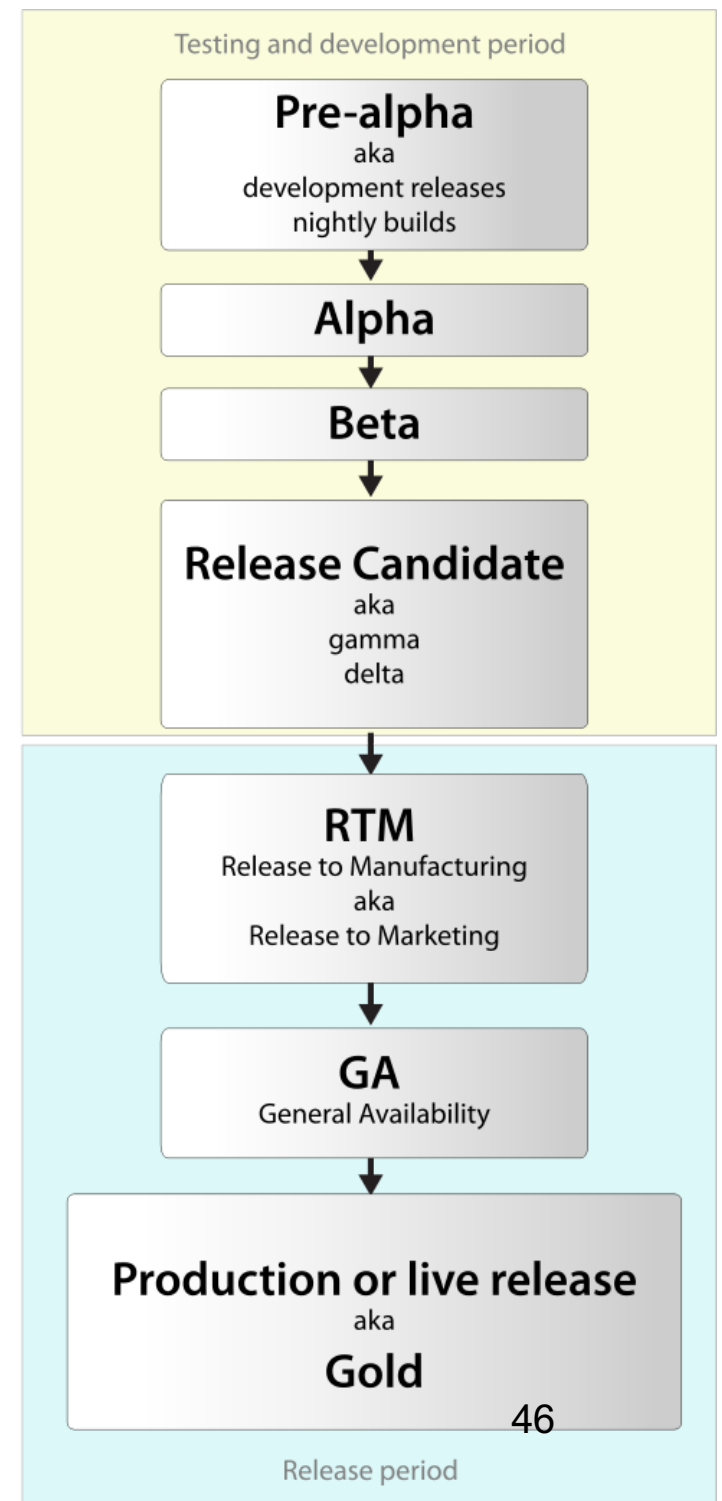 Testing and development period
Pre-alpha
aka
development releases
nightly builds
Alpha
Beta
Release Candidate
aka
gamma
delta
RTM
Release to Manufacturing
aka
Release to Marketing
GA
General Availability
Production or live release
aka
Gold
46
Release period